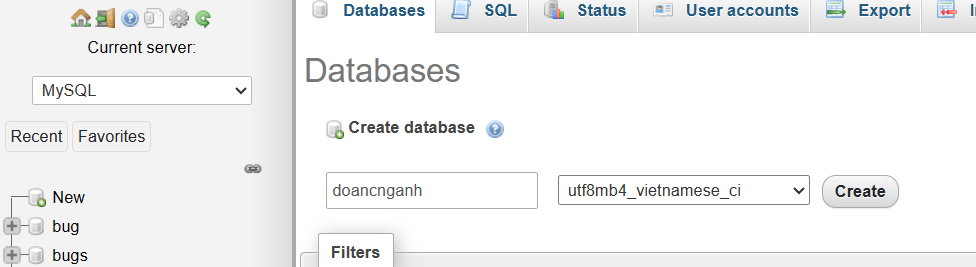 Databases SQL Status User accounts Export
Current server:
MySQL
Recent Favorites
New
bug
bugs
Databases
Create database
doancnganh utf8mb4_vietnamese_ci Create
Filters